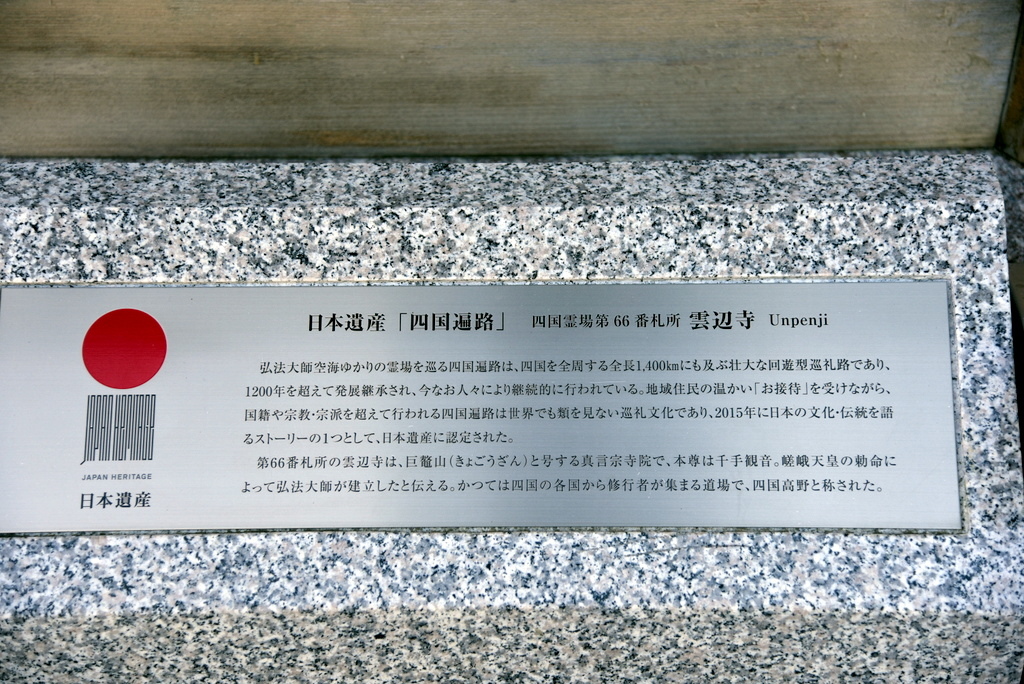 日本遺産「四国遍路」 四国霊場第66番札所 雲辺寺 Unpenji
弘法大師空海ゆかりの霊場を巡る四国遍路は、四国を全周する全長1,400kmにも及ぶ壮大な回遊型巡礼路であり、
1200年を超えて発展継承され、今なお人々により継続的に行われている。地域住民の温かい「お接待」を受けながら、
国籍や宗教・宗派を超えて行われる四国遍路は世界でも類を見ない巡礼文化であり、2015年に日本の文化・伝統を語
るストーリーの1つとして、日本遺産に認定された。
第66番札所の雲辺寺は、巨鼇山(きょごうざん)と号する真言宗寺院で、本尊は千手観音。嵯峨天皇の勅命に
よって弘法大師が建立したと伝える。かつては四国の各国から修行者が集まる道場で、四国高野と称された。
JAPAN HERITAGE
JAPAN HERITAGE
日本遺産